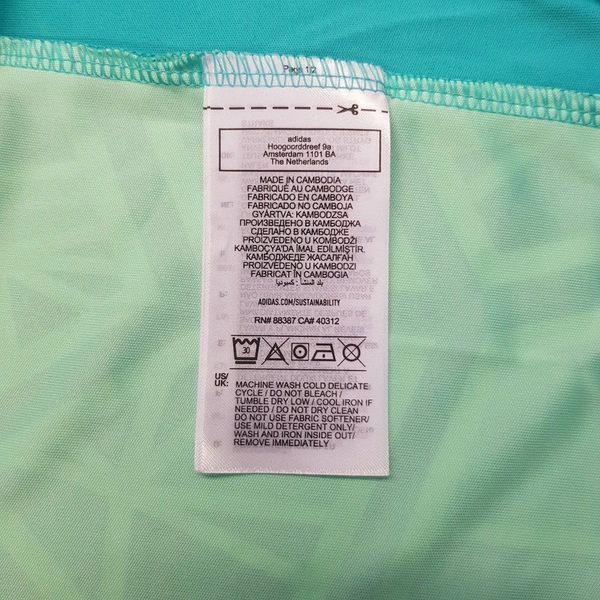 Page 1/2
adidas
Hoogoorddreef 9a
Amsterdam 1101 BA
The Netherlands
MADE IN CAMBODIA
FABRIQUÉ AU CAMBODGE
FABRICADO EN CAMBOYA
FABRICADO NO CAMBOJA
GYÁRTVA: KAMBODZSA
ПРОИЗВЕДЕНО В КАМБОДЖА
СДЕЛАНО В КАМБОДЖЕ
PROIZVEDENO U KOMBODŽI
KAMBOÇYA'DA İMAL EDİLMİŞTİR.
КАМБОДЖЕДЕ ЖАСАЛҒАН
PROIZVEDENO U KAMBODZI
FABRICAT ÎN CAMBOGIA
بلد المنشأ : كمبوديا
ADIDAS.COM/SUSTAINABILITY
RN# 88387 CA# 40312
30
US/
UK:
MACHINE WASH COLD DELICATE
CYCLE / DO NOT BLEACH /
TUMBLE DRY LOW / COOL IRON IF
NEEDED / DO NOT DRY CLEAN
DO NOT USE FABRIC SOFTENER/
USE MILD DETERGENT ONLY/
WASH AND IRON INSIDE OUT/
REMOVE IMMEDIATELY